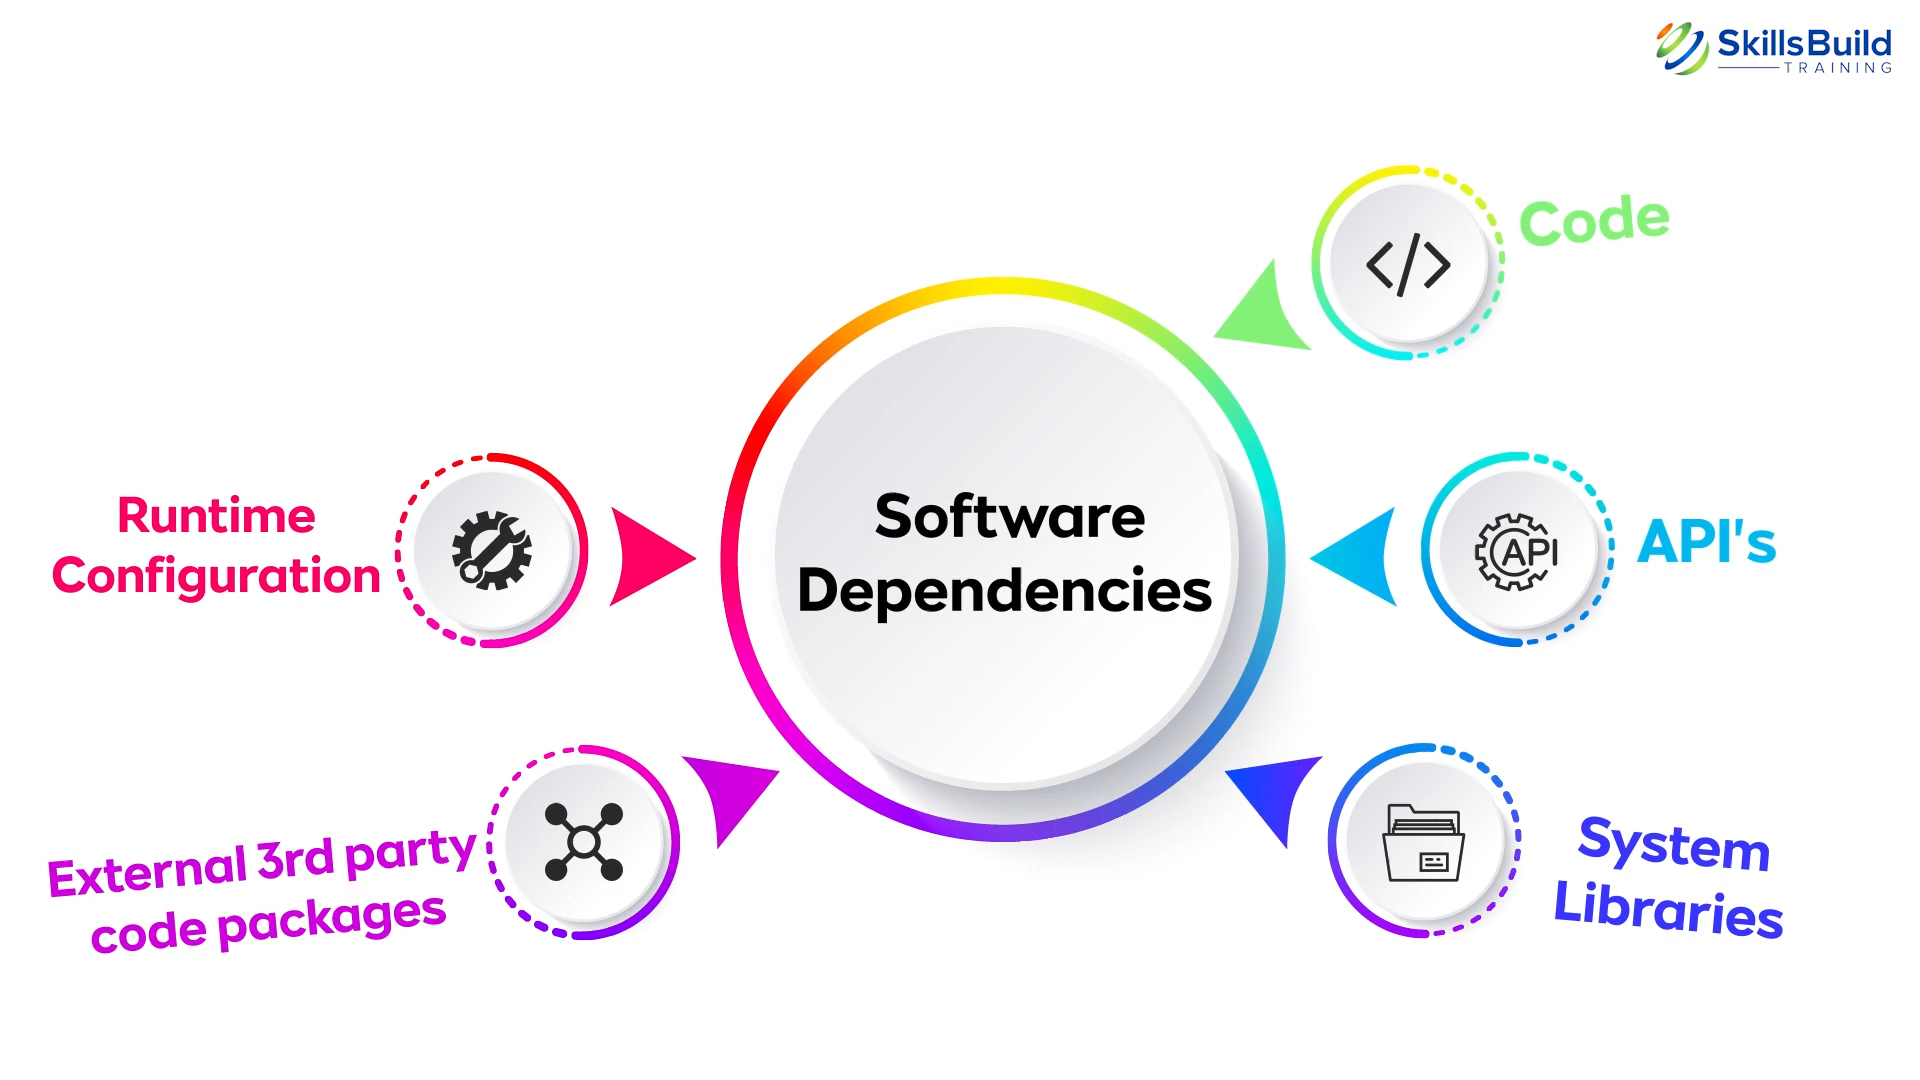 SkillsBuild
TRAINING
Code
</>
Software
Dependencies
Runtime
Configuration
API
API's
External 3rd party
code packages
System
Libraries